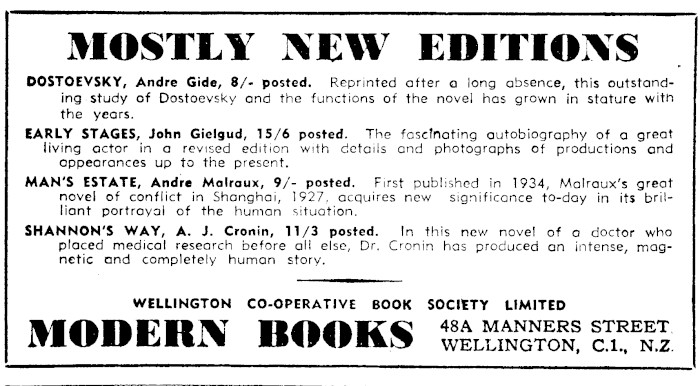 MOSTLY NEW EDITIONS
DOSTOEVSKY, Andre Gide, 8/- posted. Reprinted after a long absence, this outstand-
ing study of Dostoevsky and the functions of the novel has grown in stature with
the years.
EARLY STAGES, John Gielgud, 15/6 posted. The fascinating autobiography of a great
living actor in a revised edition with details and photographs of productions and
appearances up to the present.
MAN'S ESTATE, Andre Malraux, 9/- posted. First published in 1934, Malraux's great
novel of conflict in Shanghai, 1927, acquires new significance to-day in its bril-
liant portrayal of the human situation.
SHANNON'S WAY, A. J. Cronin, 11/3 posted. In this new novel of a doctor who
placed medical research before all else, Dr. Cronin has produced an intense, mag-
netic and completely human story.
WELLINGTON CO-OPERATIVE BOOK SOCIETY LIMITED
MODERN BOOKS 48A MANNERS STREET
WELLINGTON, C.1., N.Z.